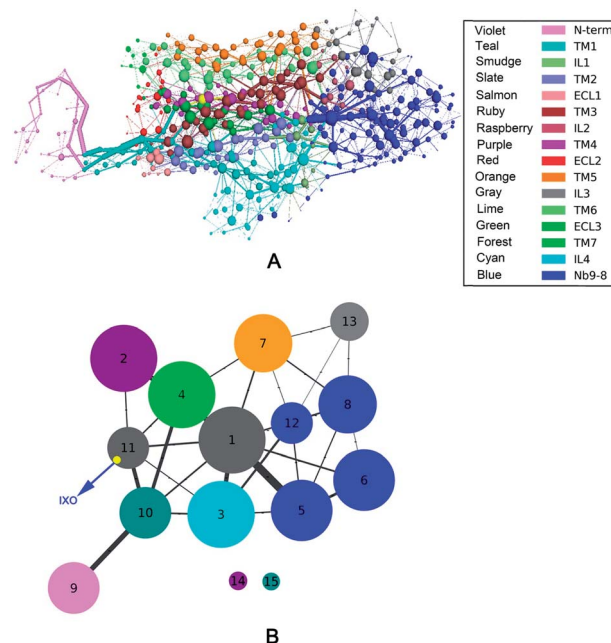 Violet N-term
Teal TM1
Smudge IL1
Slate TM2
Salmon ECL1
Ruby TM3
Raspberry IL2
Purple TM4
Red ECL2
Orange TM5
Gray IL3
Lime TM6
Green ECL3
Forest TM7
Cyan IL4
Blue Nb9-8
A
13
7
2
4
8
12
1
11
6
IXO
10
3
5
9
14 15
B